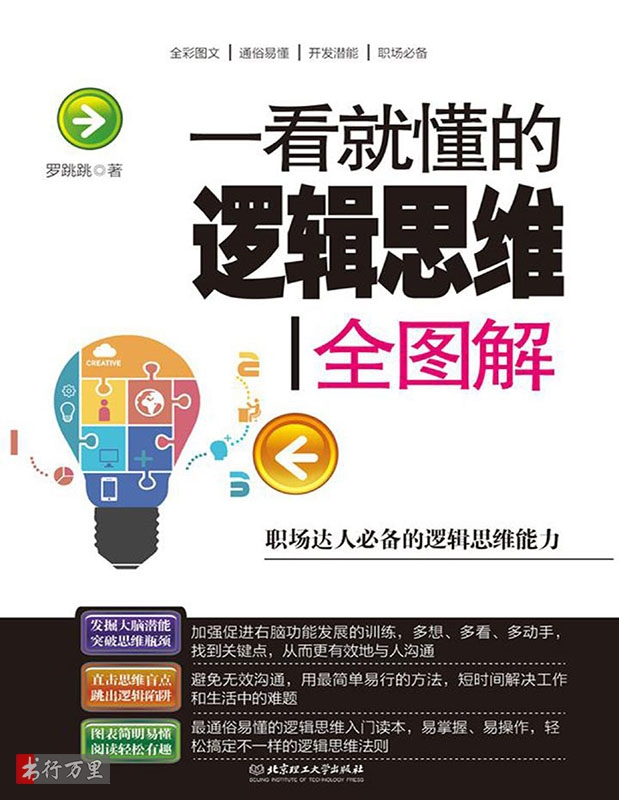 全彩图文 | 通俗易懂 | 开发潜能 | 职场必备
罗跳跳◎著
一看就懂的
逻辑思维
全图解
CREATIVE
职场达人必备的逻辑思维能力
发掘大脑潜能
突破思维瓶颈
加强促进右脑功能发展的训练，多想、多看、多动手，
找到关键点，从而更有效地与人沟通
直击思维盲点
跳出逻辑陷阱
避免无效沟通，用最简单易行的方法，短时间解决工作
和生活中的难题
图表简明易懂
阅读轻松有趣
最通俗易懂的逻辑思维入门读本，易掌握、易操作，轻
松搞定不一样的逻辑思维法则
书行万里
北京理工大学出版社
BEIJING INSTITUTE OF TECHNOLOGY PRESS